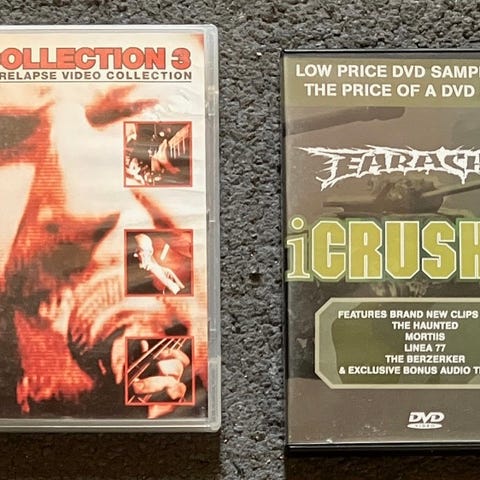 COLLECTION 3
RELAPSE VIDEO COLLECTION
LOW PRICE DVD SAMP
THE PRICE OF A DVD
EARACH
iCRUSH
FEATURES BRAND NEW CLIPS
THE HAUNTED
MORTIIS
LINEA 77
THE BERZERKER
& EXCLUSIVE BONUS AUDIO T
DVD
VIDEO